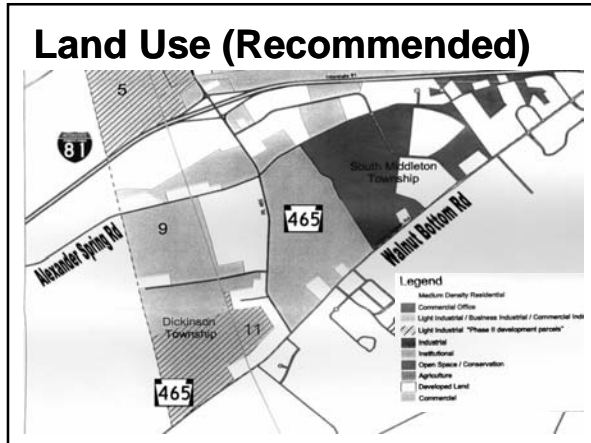 Land Use (Recommended)
Interstate 81
5
81
South Middleton
Township
465
9
Alexander Spring Rd
Walnut Bottom Rd
Dickinson
Township
11
465
Legend
Medium Density Residential
Commercial Office
Light Industrial / Business Industrial / Commercial Indu
Light Industrial "Phase II development parcels"
Industrial
Institutional
Open Space / Conservation
Agriculture
Developed Land
Commercial